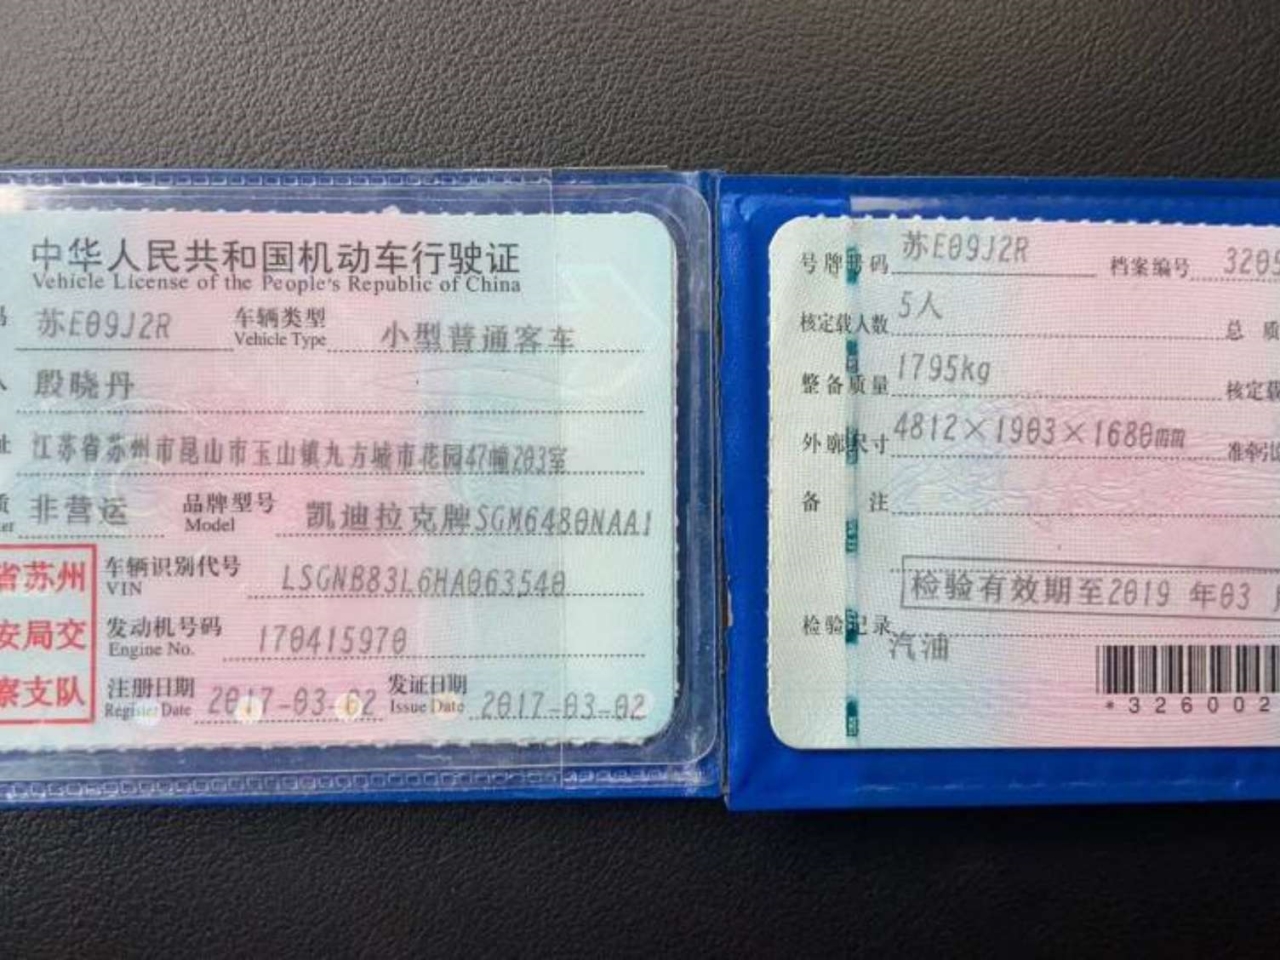 中华人民共和国机动车行驶证
Vehicle License of the People's Republic of China
苏E09J2R 车辆类型 小型普通客车
Vehicle Type
殷晓丹
江苏省苏州市昆山市玉山镇九方城市花园47幢203室
非营运 品牌型号 凯迪拉克牌SGM6480NAA1
Model
省苏州
安局交
察支队
车辆识别代号 LSGNB83L6HA063540
VIN
发动机号码 170415970
Engine No.
注册日期 2017-03-02 发证日期 2017-03-02
Register Date Issue Date
号牌号码 苏E09J2R 档案编号 3205
核定载人数 5人 总质
整备质量 1795kg 核定载
外廓尺寸 4812×1903×1680mm 准牵引
备注
检验有效期至2019年03
检验记录
汽油
*326002